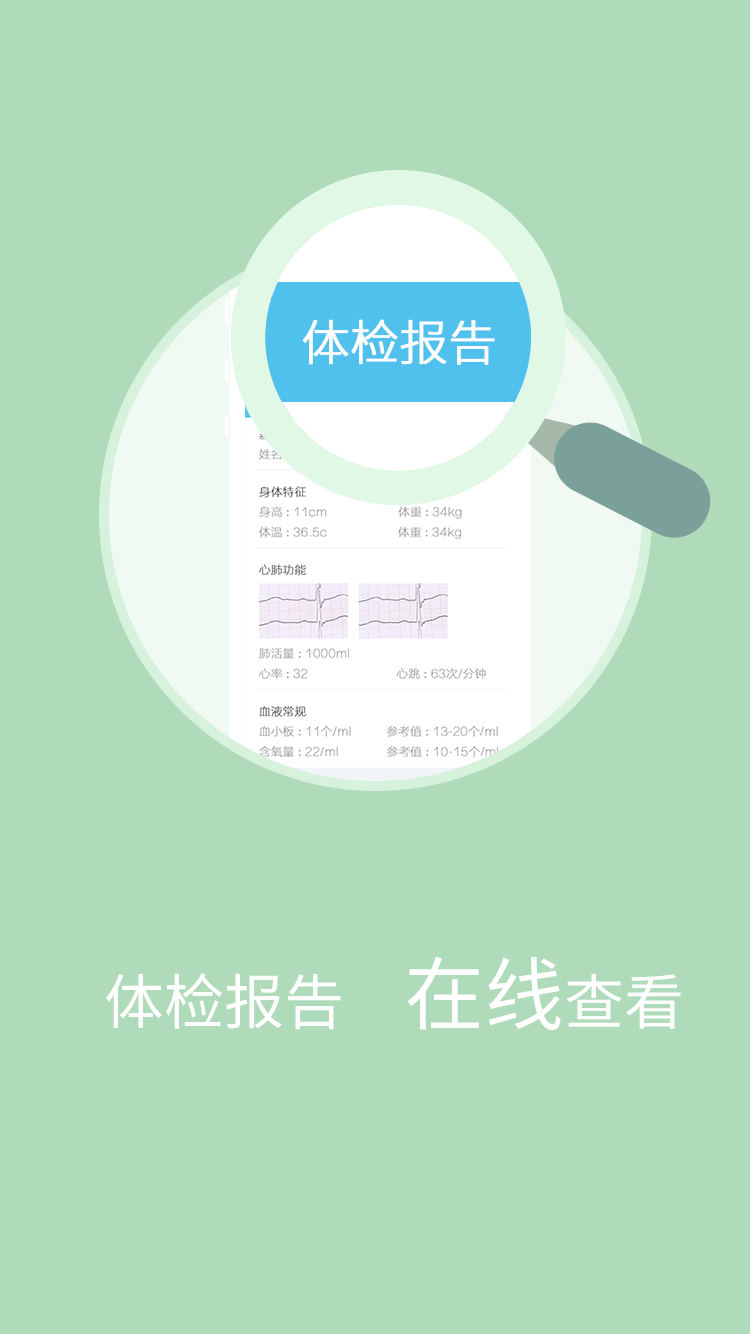 体检报告
姓名
身体特征
身高：11cm 体重：34kg
体温：36.5c 体重：34kg
心肺功能
肺活量：1000ml
心率：32 心跳：63次/分钟
血液常规
血小板：11个/ml 参考值：13-20个/ml
含氧量：22/ml 参考值：10-15个/ml
体检报告 在线查看